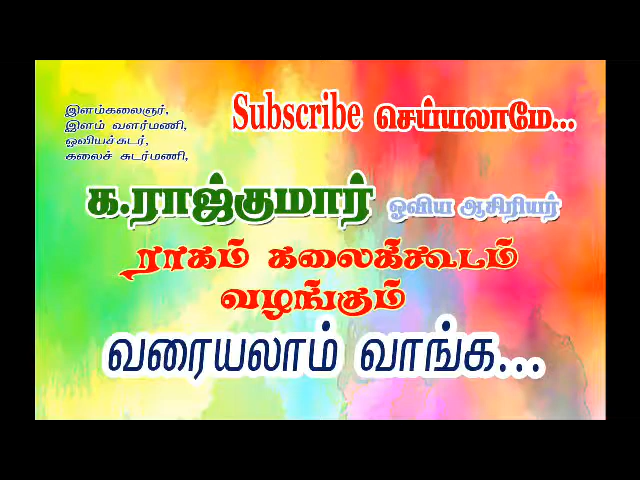 இளம்கலைஞர்,
இளம் வளர்மணி,
ஓவியச்சுடர்,
கலைச் சுடர்மணி,
Subscribe செய்யலாமே...
க.ராஜ்குமார் ஓவிய ஆசிரியர்
ராகம் கலைக்கூடம்
வழங்கும்
வரையலாம் வாங்க...